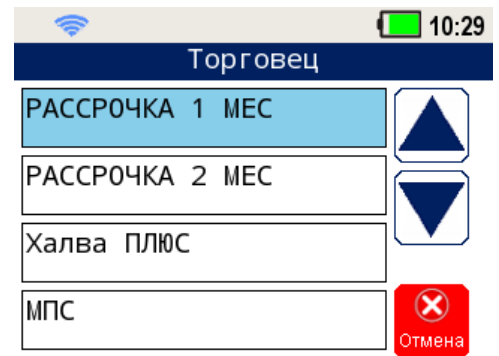 10:29
Торговец
РАССРОЧКА 1 МЕС
РАССРОЧКА 2 МЕС
Халва ПЛЮС
МПС
Отмена